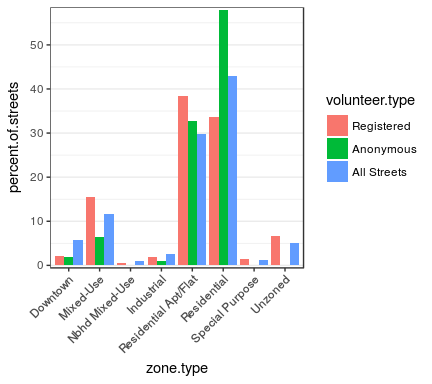 percent.of.streets
50
40
30
20
10
0
Downtown
Mixed-Use
Nbhd Mixed-Use
Industrial
Residential Apt/Flat
Residential
Special Purpose
Unzoned
zone.type
volunteer.type
Registered
Anonymous
All Streets